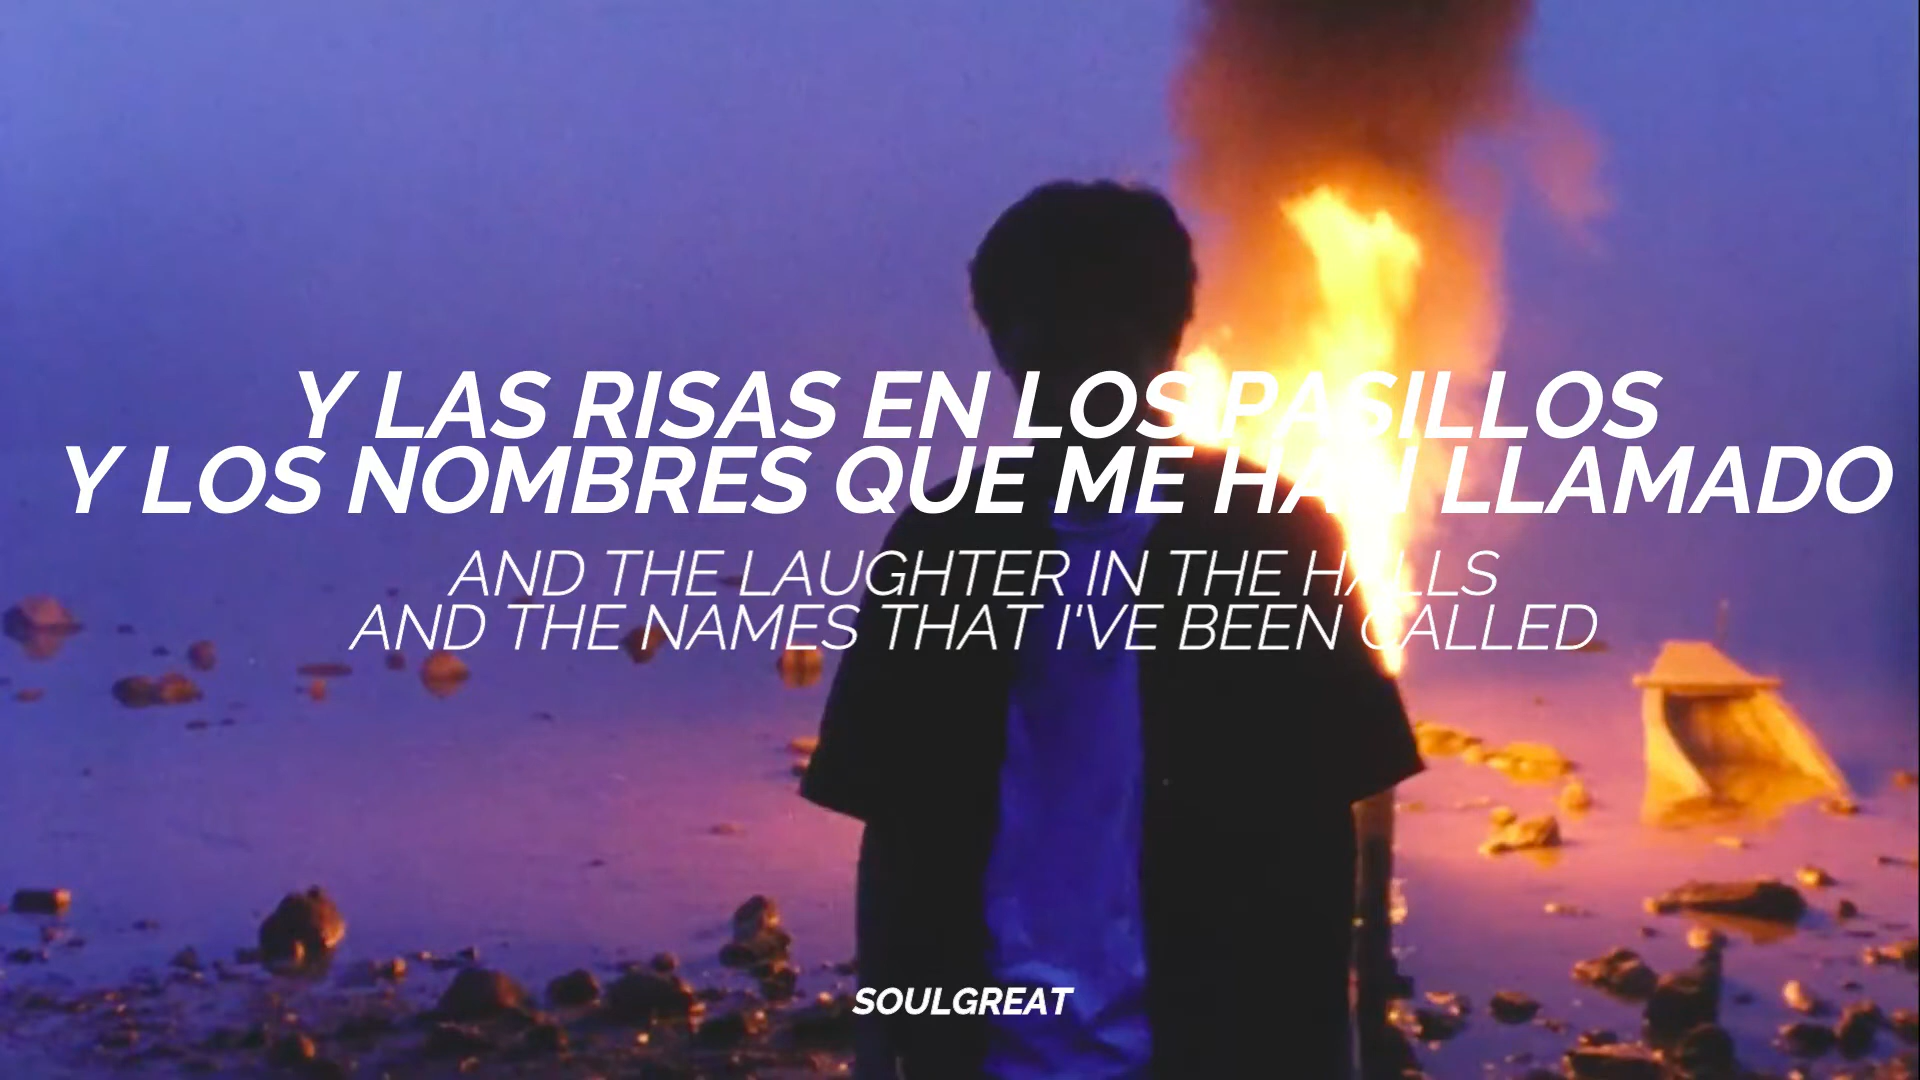 Y LAS RISAS EN LOS PASILLOS
Y LOS NOMBRES QUE ME HAN LLAMADO
AND THE LAUGHTER IN THE HALLS
AND THE NAMES THAT I'VE BEEN CALLED
SOULGREAT